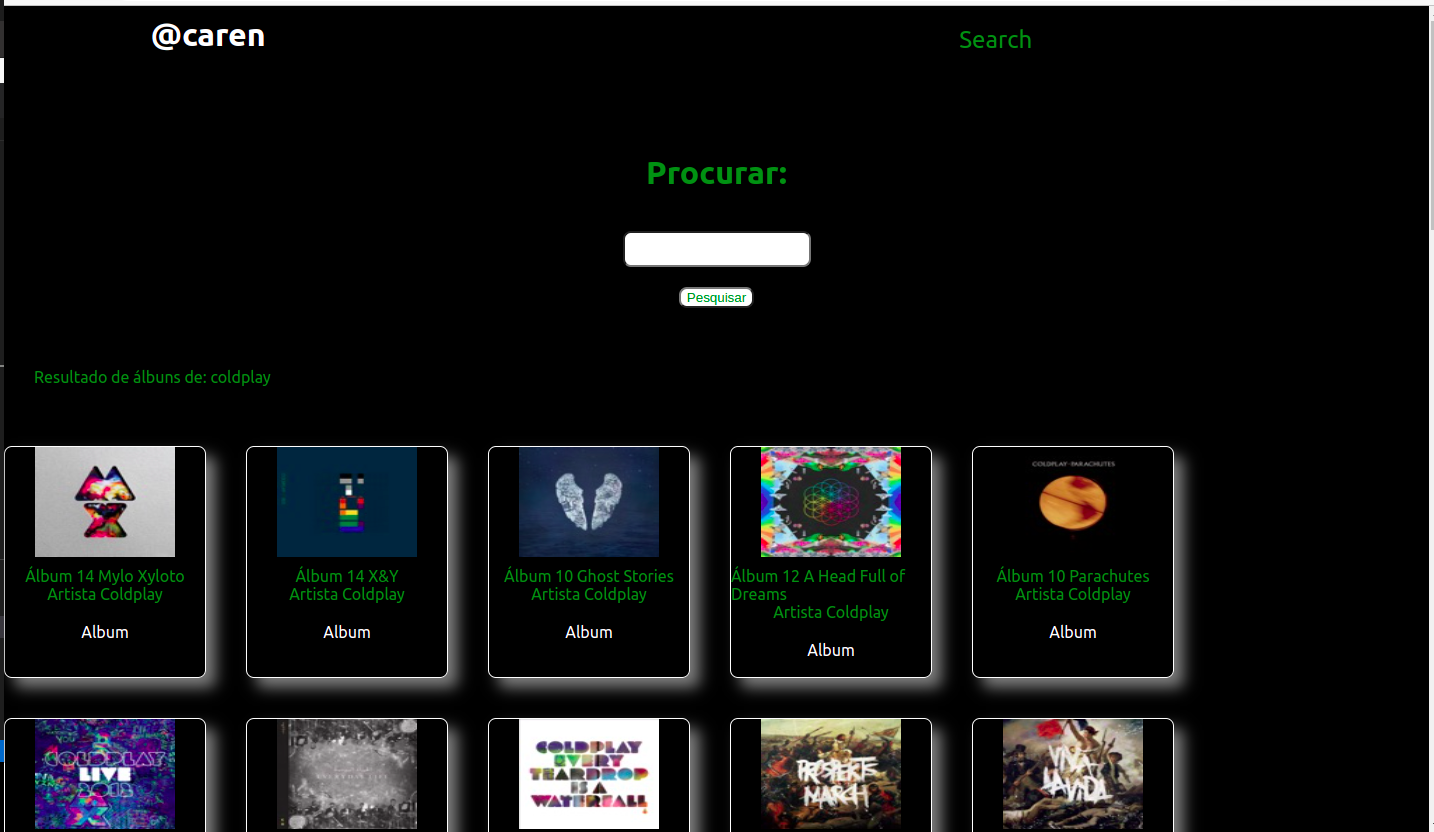 @caren
Search
Procurar:
Pesquisar
Resultado de álbuns de: coldplay
Álbum 14 Mylo Xyloto
Artista Coldplay
Album
Álbum 14 X&Y
Artista Coldplay
Album
Álbum 10 Ghost Stories
Artista Coldplay
Album
Álbum 12 A Head Full of
Dreams
Artista Coldplay
Album
COLDPLAY·PARACHUTES
Álbum 10 Parachutes
Artista Coldplay
Album
COLDPLAY
LIVE
2012
EVERYDAY LIFE
COLDPLAY
EVERY
TEARDROP
IS A
WATERFALL
PROSPEKTS
MARCH
VIVA
LA VIDA